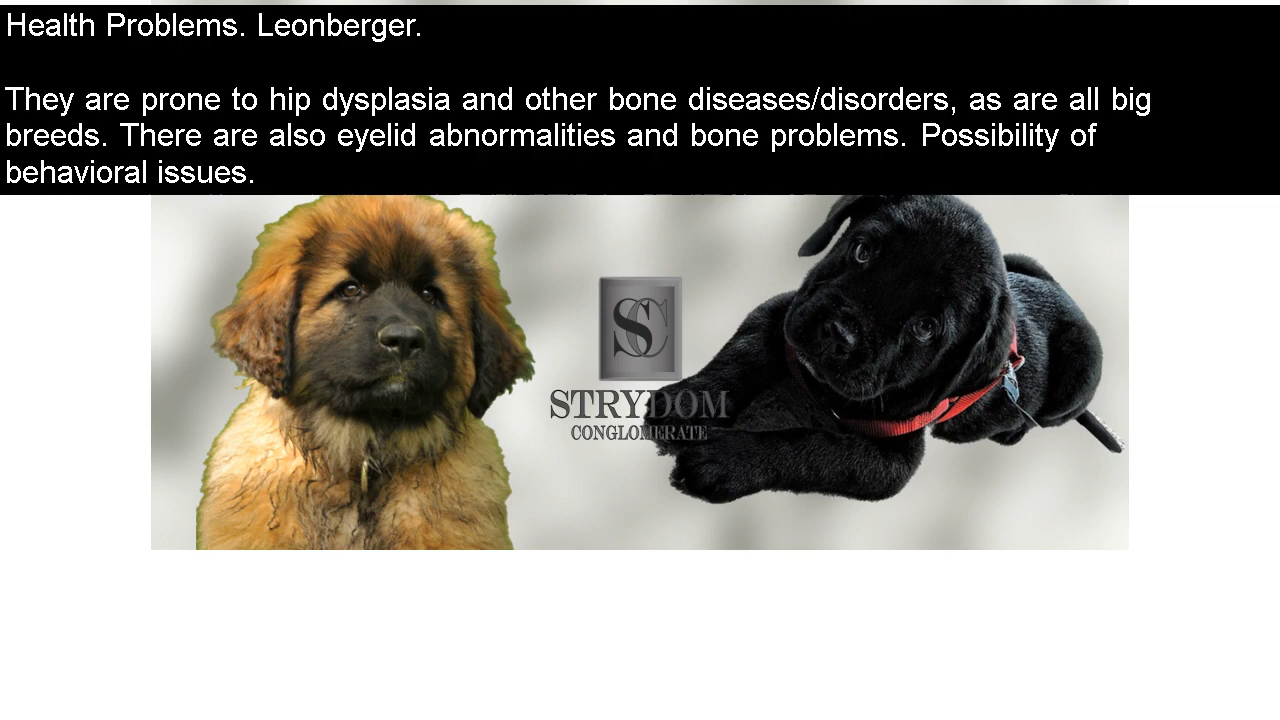 Health Problems. Leonberger.
They are prone to hip dysplasia and other bone diseases/disorders, as are all big
breeds. There are also eyelid abnormalities and bone problems. Possibility of
behavioral issues.
SC
STRYDOM
CONGLOMERATE